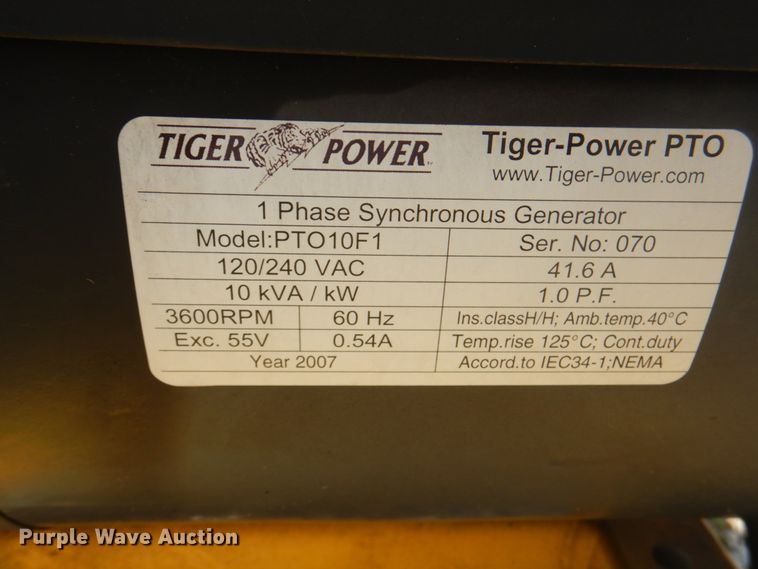 TIGER POWER Tiger-Power PTO
www.Tiger-Power.com
1 Phase Synchronous Generator
Model:PTO10F1 Ser. No: 070
120/240 VAC 41.6 A
10 kVA / kW 1.0 P.F.
3600RPM 60 Hz Ins.classH/H; Amb.temp.40°C
Exc. 55V 0.54A Temp.rise 125°C; Cont.duty
Year 2007 Accord.to IEC34-1;NEMA
Purple Wave Auction